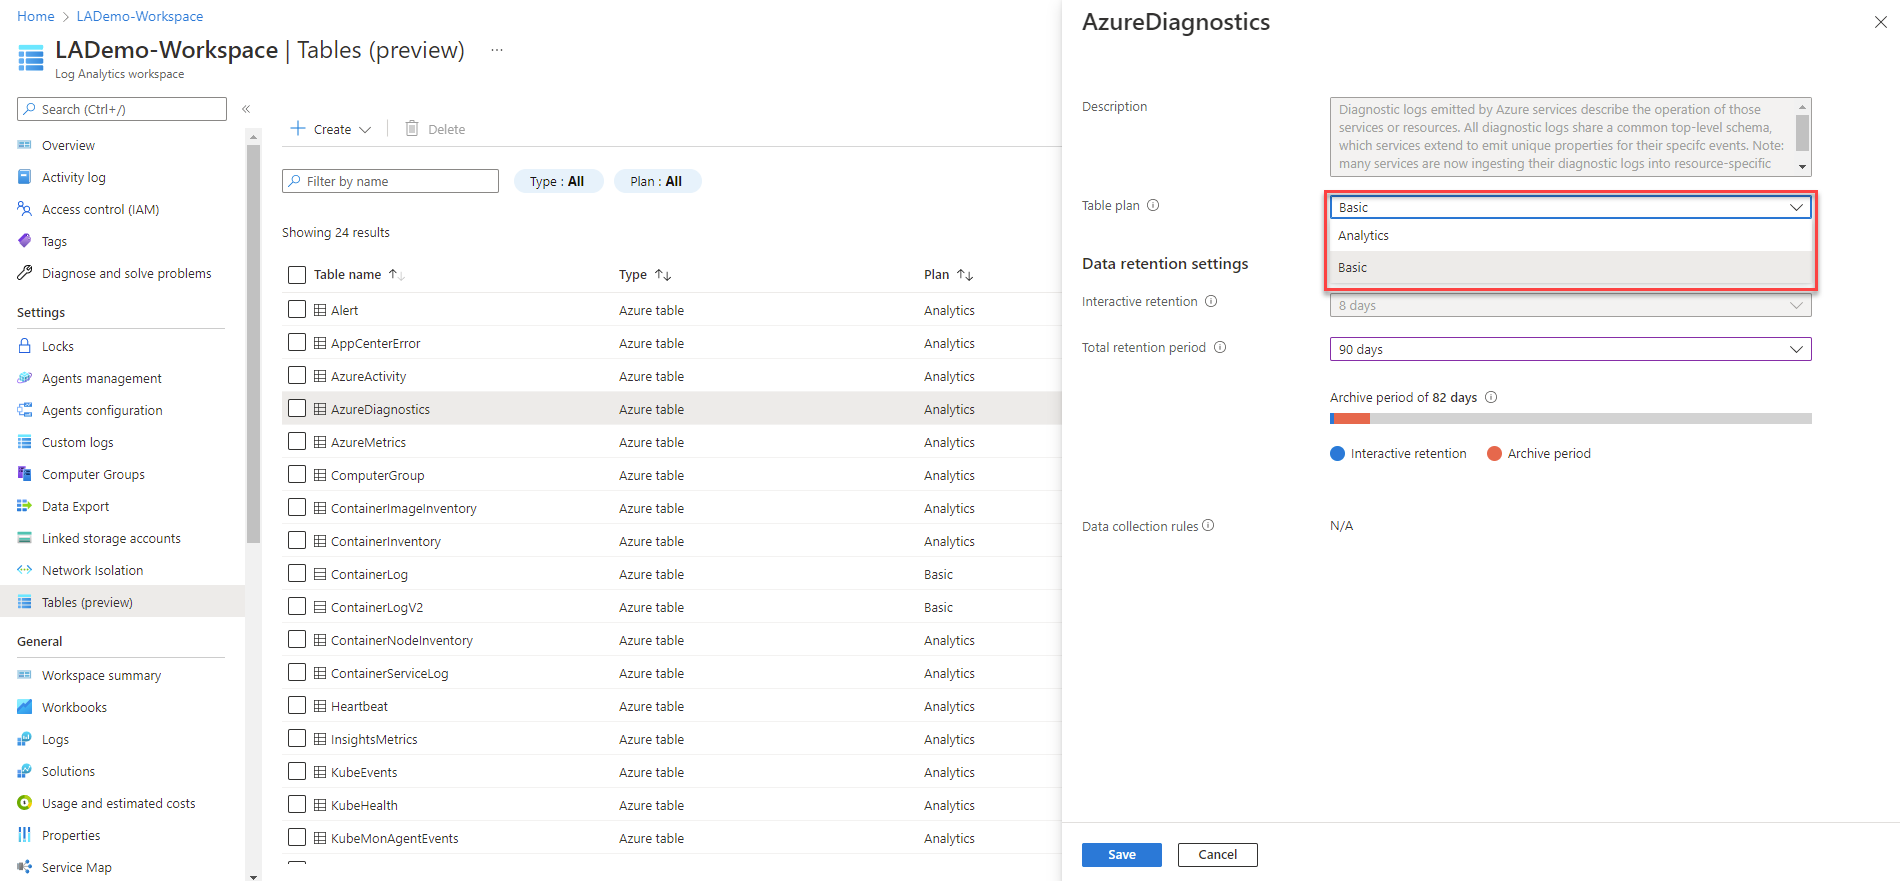 Home > LADemo-Workspace
LADemo-Workspace | Tables (preview) ...
Log Analytics workspace
Search (Ctrl+/)
«
Overview
Activity log
Access control (IAM)
Tags
Diagnose and solve problems
Settings
Locks
Agents management
Agents configuration
Custom logs
Computer Groups
Data Export
Linked storage accounts
Network Isolation
Tables (preview)
General
Workspace summary
Workbooks
Logs
Solutions
Usage and estimated costs
Properties
Service Map
Create
Delete
Filter by name
Type : All
Plan : All
Showing 24 results
Table name Type Plan
Alert Azure table Analytics
AppCenterError Azure table Analytics
AzureActivity Azure table Analytics
AzureDiagnostics Azure table Analytics
AzureMetrics Azure table Analytics
ComputerGroup Azure table Analytics
ContainerImageInventory Azure table Analytics
ContainerInventory Azure table Analytics
ContainerLog Azure table Basic
ContainerLogV2 Azure table Basic
ContainerNodeInventory Azure table Analytics
ContainerServiceLog Azure table Analytics
Heartbeat Azure table Analytics
InsightsMetrics Azure table Analytics
KubeEvents Azure table Analytics
KubeHealth Azure table Analytics
KubeMonAgentEvents Azure table Analytics
AzureDiagnostics
Description
Diagnostic logs emitted by Azure services describe the operation of those
services or resources. All diagnostic logs share a common top-level schema,
which services extend to emit unique properties for their specifc events. Note:
many services are now ingesting their diagnostic logs into resource-specific
Table plan
Basic
Analytics
Basic
Data retention settings
Interactive retention
8 days
Total retention period
90 days
Archive period of 82 days
Interactive retention
Archive period
Data collection rules
N/A
Save
Cancel